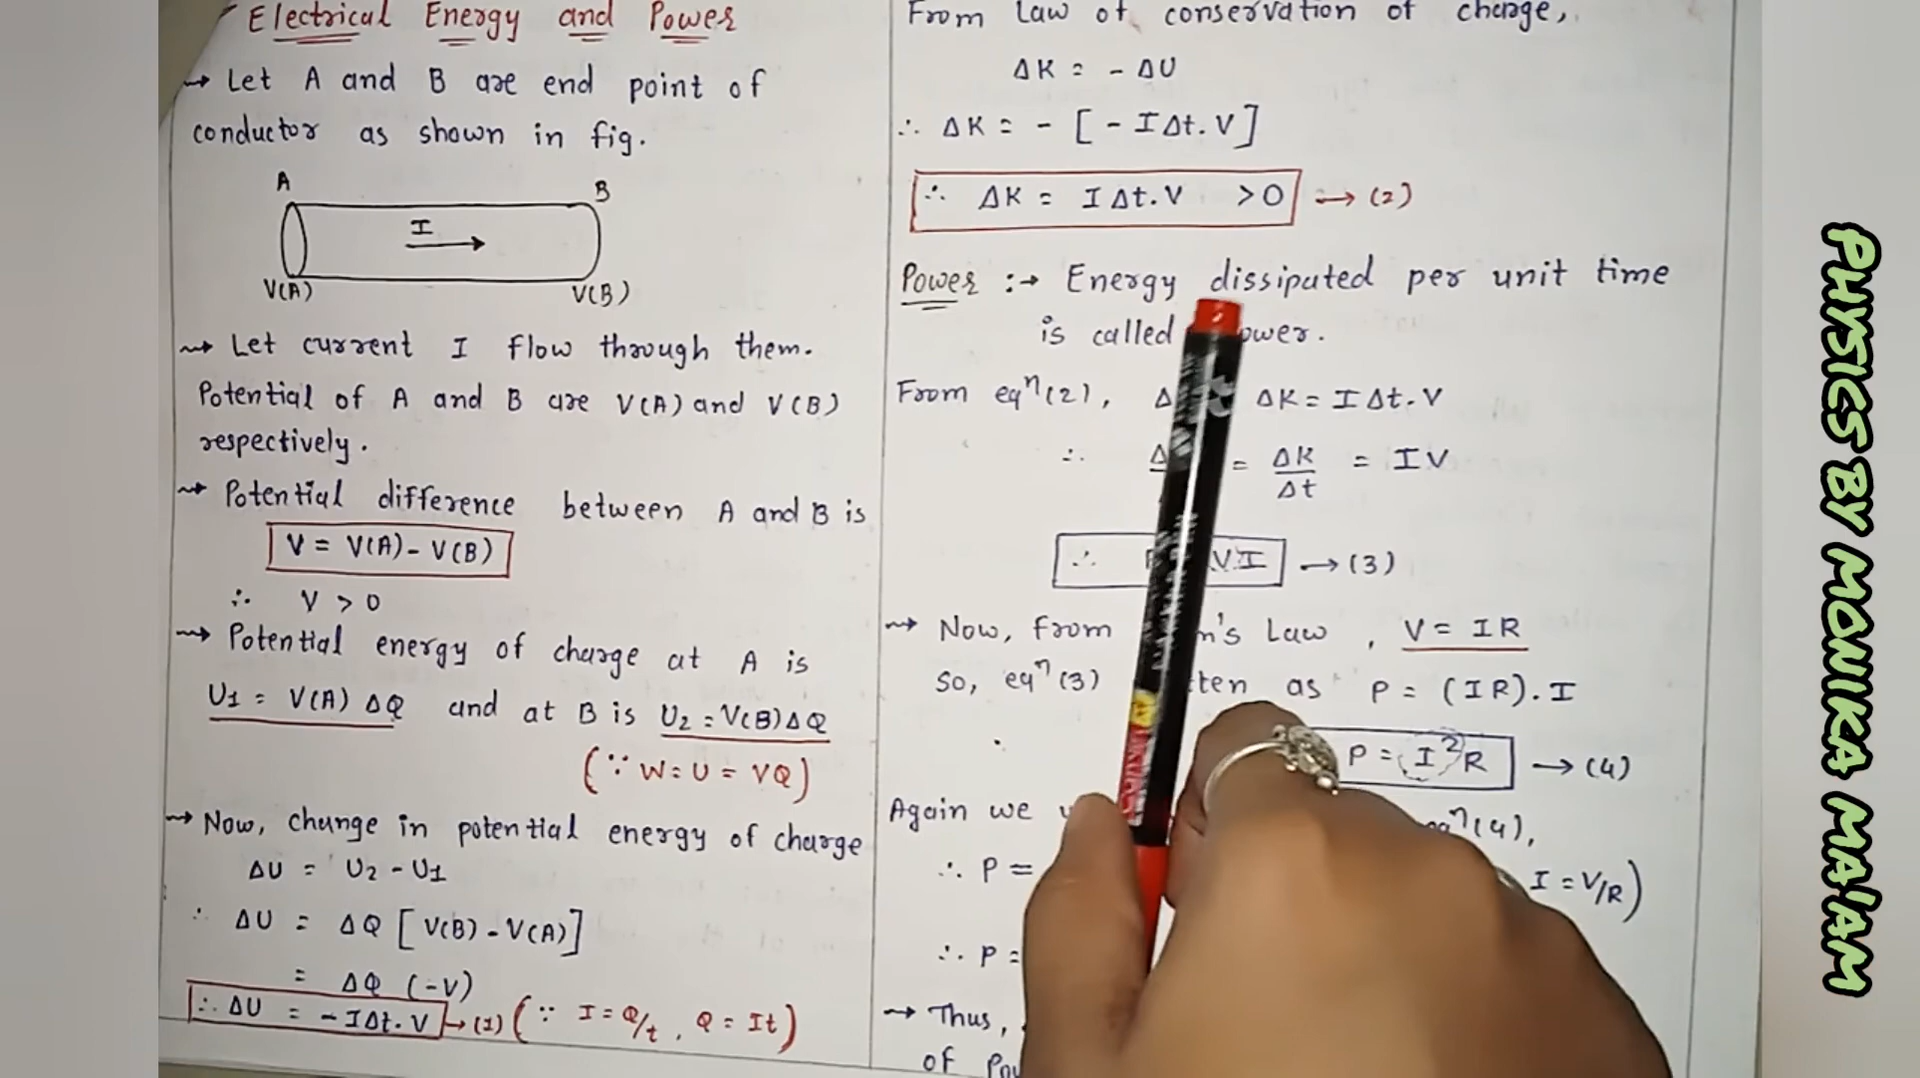 Electrical Energy and Power
⇝ Let A and B are end point of
conductor as shown in fig.
A
B
I
V(A)
V(B)
⇝ Let current I flow through them.
Potential of A and B are V(A) and V(B)
respectively.
⇝ Potential difference between A and B is
V = V(A) - V(B)
∴ V > 0
⇝ Potential energy of charge at A is
U1 = V(A) ΔQ and at B is U2 = V(B) ΔQ
(∵ W = U = VQ)
⇝ Now, change in potential energy of charge
ΔU = U2 - U1
∴ ΔU = ΔQ [V(B) - V(A)]
= ΔQ (-V)
∴ ΔU = - IΔt. V → (1) (∵ I = Q/t , Q = It)
From law of conservation of charge,
ΔK = - ΔU
∴ ΔK = - [- IΔt. V]
∴ ΔK = IΔt. V > 0 → (2)
Power :→ Energy dissipated per unit time
is called ower.
From eqⁿ(2), Δ ΔK = IΔt. V
∴ Δ = ΔK/Δt = IV
∴ VI → (3)
⇝ Now, from m's Law , V = IR
so, eqⁿ(3) tten as P = (IR). I
P = I²R → (4)
Again we eqⁿ(4),
∴ P = I = V/R)
∴ P =
⇝ Thus,
of
PHYSICS BY MONIKA MA'AM